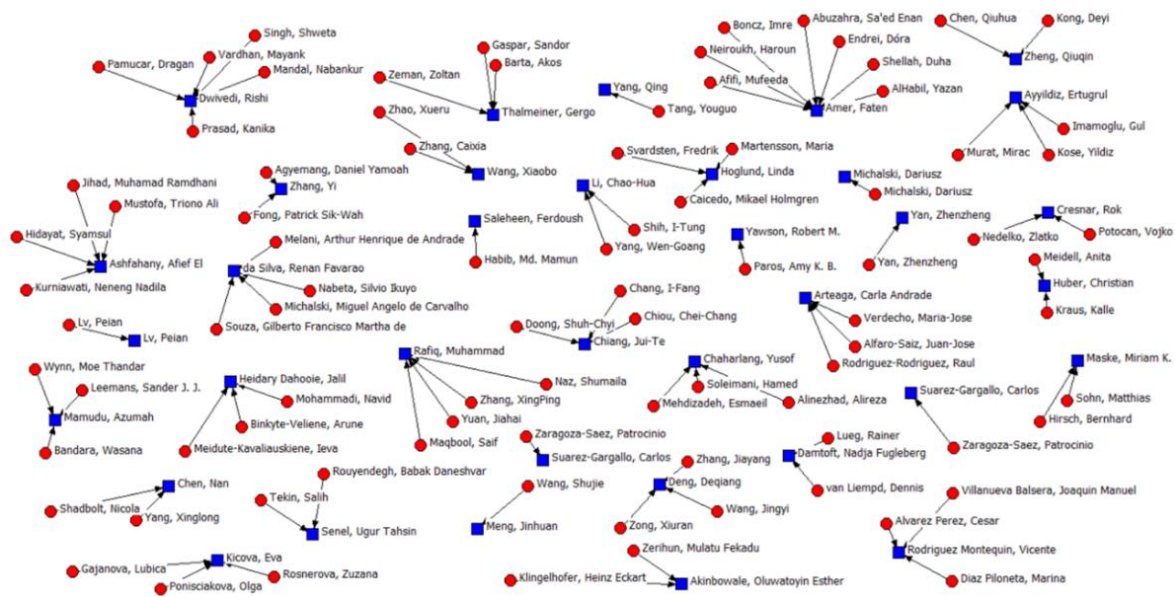 Singh, Shweta
Vardhan, Mayank
Pamucar, Dragan
Mandal, Nabankur
Dwivedi, Rishi
Prasad, Kanika
Gaspar, Sandor
Zeman, Zoltan
Barta, Akos
Thalmeiner, Gergo
Zhao, Xueru
Zhang, Caixia
Wang, Xiaobo
Yang, Qing
Tang, Youguo
Boncz, Imre
Abuzahra, Sa'ed Enan
Neiroukh, Haroun
Endrei, Dóra
Afifi, Mufeeda
Shellah, Duha
AlHabil, Yazan
Amer, Faten
Chen, Qiuhua
Kong, Deyi
Zheng, Qiuqin
Ayyildiz, Ertugrul
Imamoglu, Gul
Murat, Mirac
Kose, Yildiz
Agyemang, Daniel Yamoah
Zhang, Yi
Fong, Patrick Sik-Wah
Svardsten, Fredrik
Martensson, Maria
Hoglund, Linda
Caicedo, Mikael Holmgren
Michalski, Dariusz
Michalski, Dariusz
Jihad, Muhamad Ramdhani
Mustofa, Triono Ali
Hidayat, Syamsul
Ashfahany, Afief El
Kurniawati, Neneng Nadila
Melani, Arthur Henrique de Andrade
da Silva, Renan Favarao
Nabeta, Silvio Ikuyo
Michalski, Miguel Angelo de Carvalho
Souza, Gilberto Francisco Martha de
Saleheen, Ferdoush
Habib, Md. Mamun
Li, Chao-Hua
Shih, I-Tung
Yang, Wen-Goang
Yawson, Robert M.
Paros, Amy K. B.
Yan, Zhenzheng
Yan, Zhenzheng
Cresnar, Rok
Nedelko, Zlatko
Potocan, Vojko
Meidell, Anita
Huber, Christian
Kraus, Kalle
Lv, Peian
Lv, Peian
Chang, I-Fang
Doong, Shuh-Chyi
Chiou, Chei-Chang
Chiang, Jui-Te
Arteaga, Carla Andrade
Verdecho, Maria-Jose
Alfaro-Saiz, Juan-Jose
Rodriguez-Rodriguez, Raul
Wynn, Moe Thandar
Leemans, Sander J. J.
Mamudu, Azumah
Bandara, Wasana
Heidary Dahooie, Jalil
Mohammadi, Navid
Binkyte-Veliene, Arune
Meidute-Kavaliauskiene, Ieva
Rafiq, Muhammad
Naz, Shumaila
Zhang, XingPing
Yuan, Jiahai
Maqbool, Saif
Chaharlang, Yusof
Soleimani, Hamed
Mehdizadeh, Esmaeil
Alinezhad, Alireza
Suarez-Gargallo, Carlos
Zaragoza-Saez, Patrocinio
Maske, Miriam K.
Sohn, Matthias
Hirsch, Bernhard
Zaragoza-Saez, Patrocinio
Suarez-Gargallo, Carlos
Lueg, Rainer
Damtoft, Nadja Fugleberg
van Liempd, Dennis
Chen, Nan
Shadbolt, Nicola
Yang, Xinglong
Rouyendegh, Babak Daneshvar
Tekin, Salih
Senel, Ugur Tahsin
Wang, Shujie
Meng, Jinhuan
Zhang, Jiayang
Deng, Deqiang
Wang, Jingyi
Zong, Xiuran
Villanueva Balsera, Joaquin Manuel
Alvarez Perez, Cesar
Rodriguez Montequin, Vicente
Diaz Piloneta, Marina
Kicova, Eva
Gajanova, Lubica
Rosnerova, Zuzana
Ponisciakova, Olga
Zerihun, Mulatu Fekadu
Klingelhofer, Heinz Eckart
Akinbowale, Oluwatoyin Esther